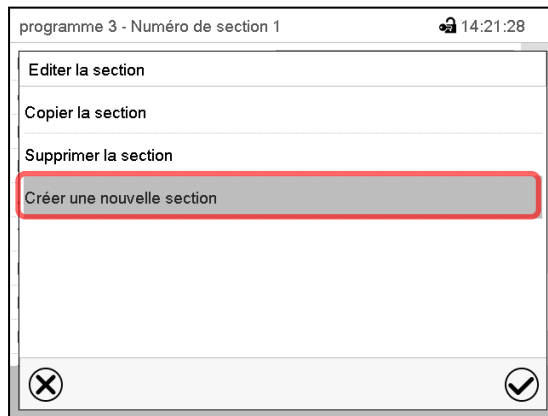 programme 3 - Numéro de section 1 14:21:28
Editer la section
Copier la section
Supprimer la section
Créer une nouvelle section